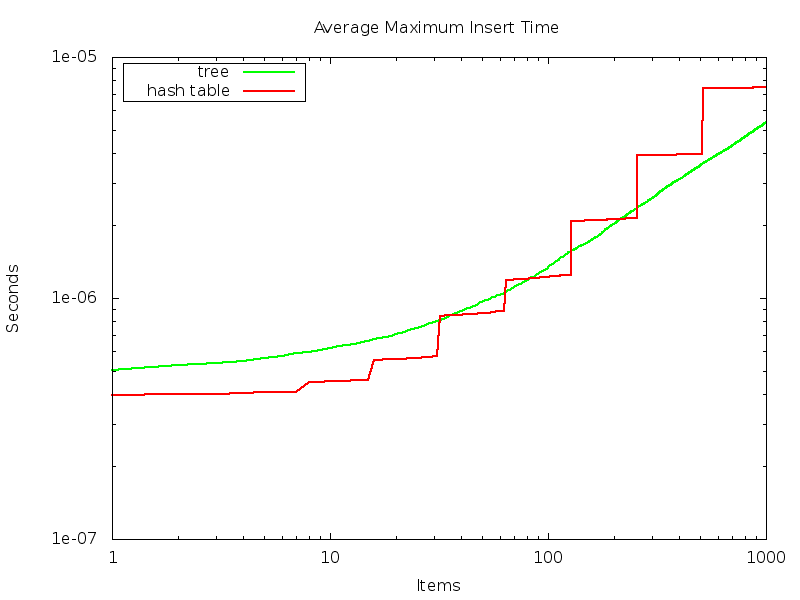 Average Maximum Insert Time
1e-05
tree
hash table
Seconds
1e-06
1e-07
1 10 100 1000
Items